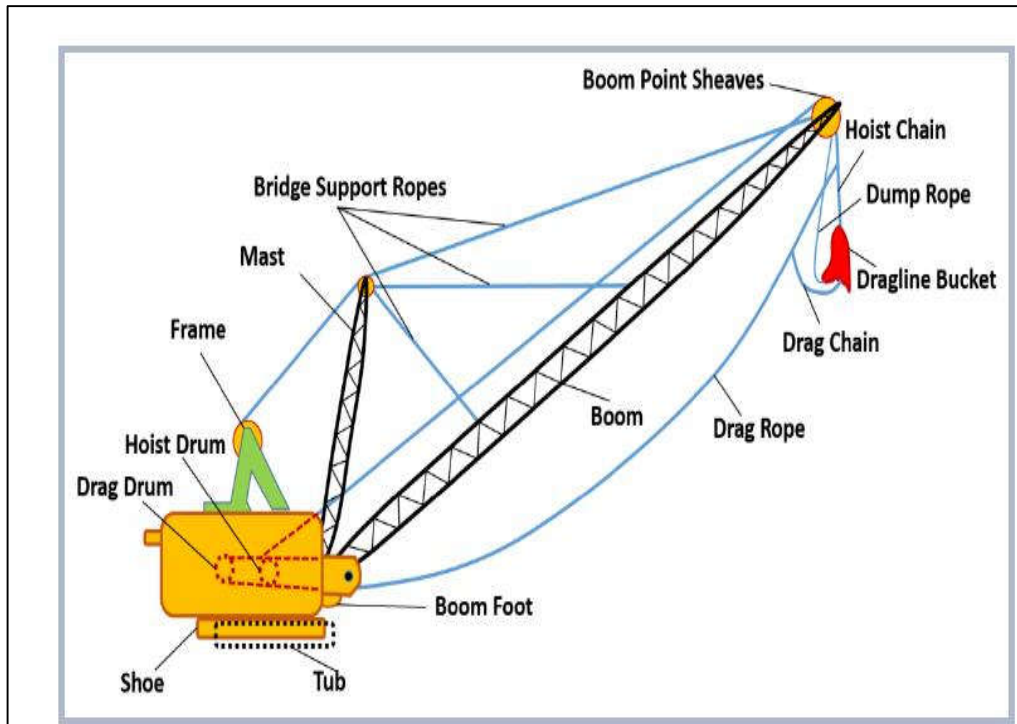 Boom Point Sheaves
Hoist Chain
Bridge Support Ropes
Dump Rope
Mast
Dragline Bucket
Frame
Drag Chain
Boom
Drag Rope
Hoist Drum
Drag Drum
Boom Foot
Shoe
Tub